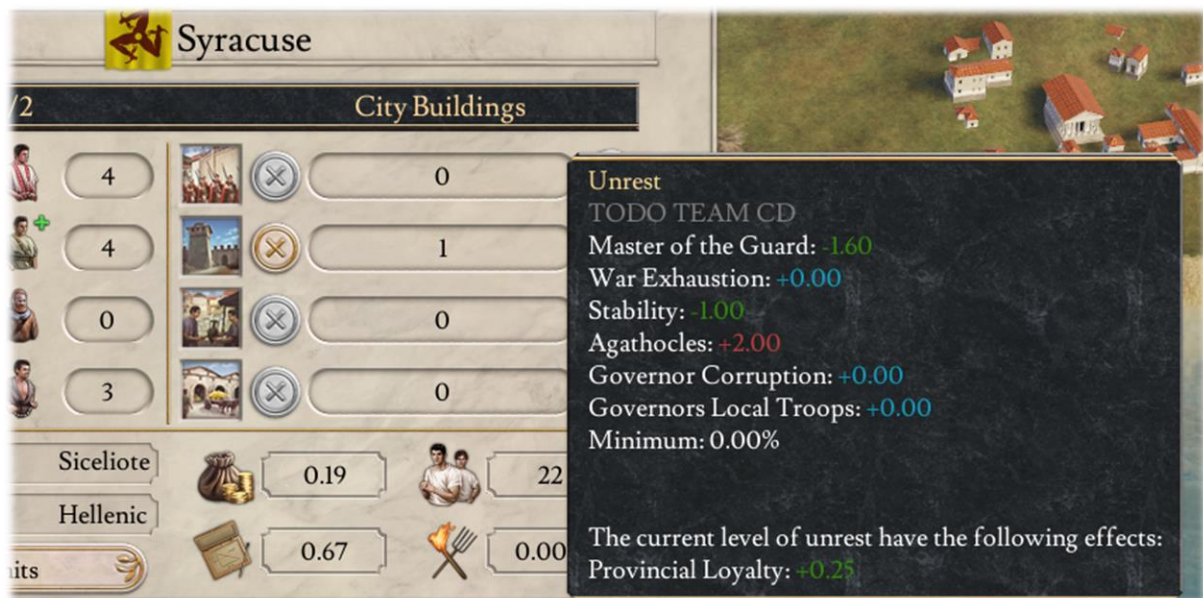 Syracuse
/2
City Buildings
4
0
4
1
0
0
3
0
Siceliote
0.19
22
Hellenic
0.67
0.00
Unrest
TODO TEAM CD
Master of the Guard: -1.60
War Exhaustion: +0.00
Stability: -1.00
Agathocles: +2.00
Governor Corruption: +0.00
Governors Local Troops: +0.00
Minimum: 0.00%
The current level of unrest have the following effects:
Provincial Loyalty: +0.25